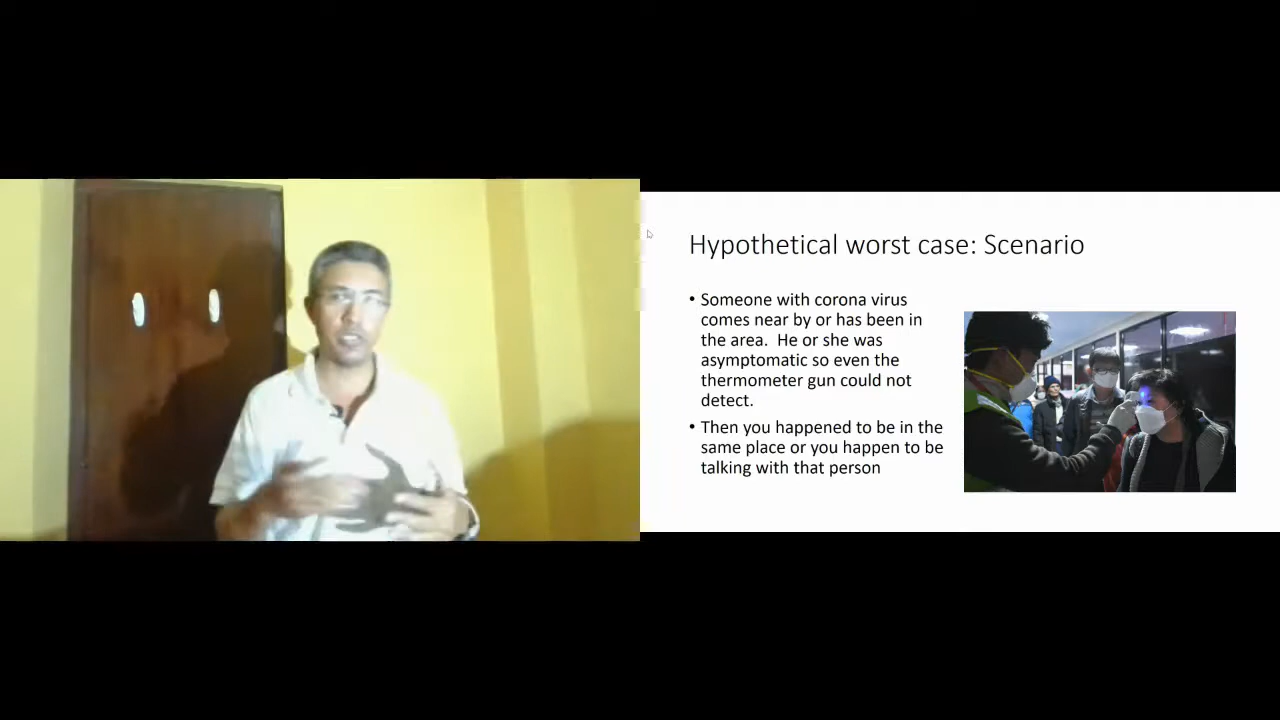 Hypothetical worst case: Scenario
• Someone with corona virus
comes near by or has been in
the area.  He or she was
asymptomatic so even the
thermometer gun could not
detect.
• Then you happened to be in the
same place or you happen to be
talking with that person